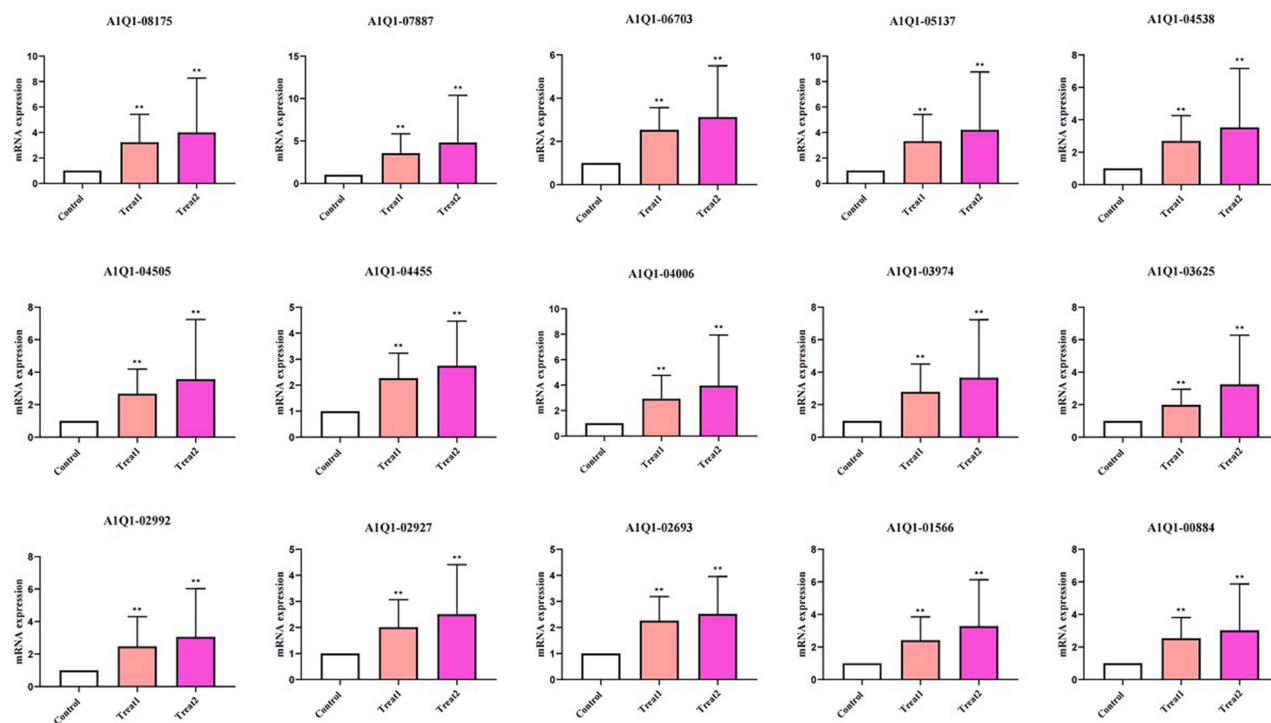 A1Q1-08175
mRNA expression
10
8
6
4
2
0
**
**
Control
Treat1
Treat2
A1Q1-07887
mRNA expression
15
10
5
0
**
**
Control
Treat1
Treat2
A1Q1-06703
mRNA expression
6
4
2
0
**
**
Control
Treat1
Treat2
A1Q1-05137
mRNA expression
10
8
6
4
2
0
**
**
Control
Treat1
Treat2
A1Q1-04538
mRNA expression
8
6
4
2
0
**
**
Control
Treat1
Treat2
A1Q1-04505
mRNA expression
8
6
4
2
0
**
**
Control
Treat1
Treat2
A1Q1-04455
mRNA expression
5
4
3
2
1
0
**
**
Control
Treat1
Treat2
A1Q1-04006
mRNA expression
10
8
6
4
2
0
**
**
Control
Treat1
Treat2
A1Q1-03974
mRNA expression
8
6
4
2
0
**
**
Control
Treat1
Treat2
A1Q1-03625
mRNA expression
8
6
4
2
0
**
**
Control
Treat1
Treat2
A1Q1-02992
mRNA expression
8
6
4
2
0
**
**
Control
Treat1
Treat2
A1Q1-02927
mRNA expression
5
4
3
2
1
0
**
**
Control
Treat1
Treat2
A1Q1-02693
mRNA expression
5
4
3
2
1
0
**
**
Control
Treat1
Treat2
A1Q1-01566
mRNA expression
8
6
4
2
0
**
**
Control
Treat1
Treat2
A1Q1-00884
mRNA expression
8
6
4
2
0
**
**
Control
Treat1
Treat2